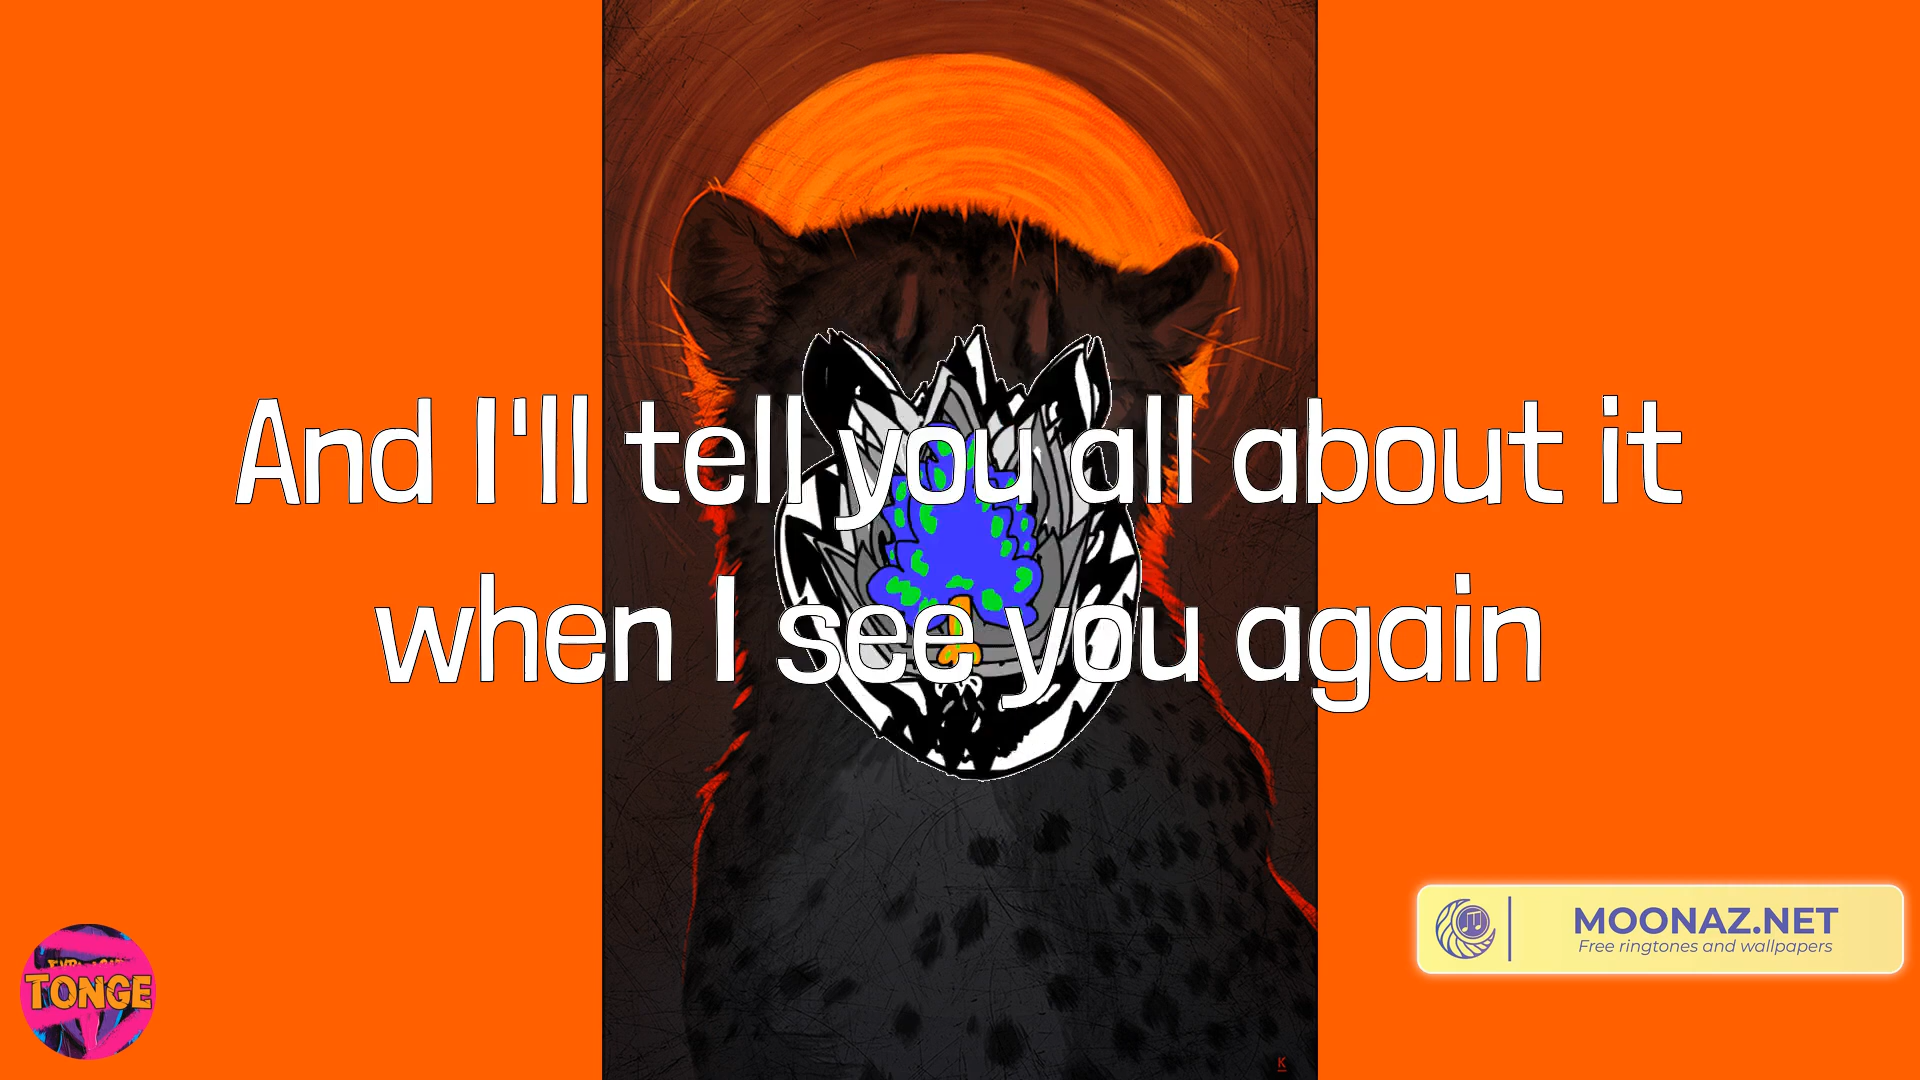 And I'll tell you all about it
when I see you again
TONGE
MOONAZ.NET
Free ringtones and wallpapers
K